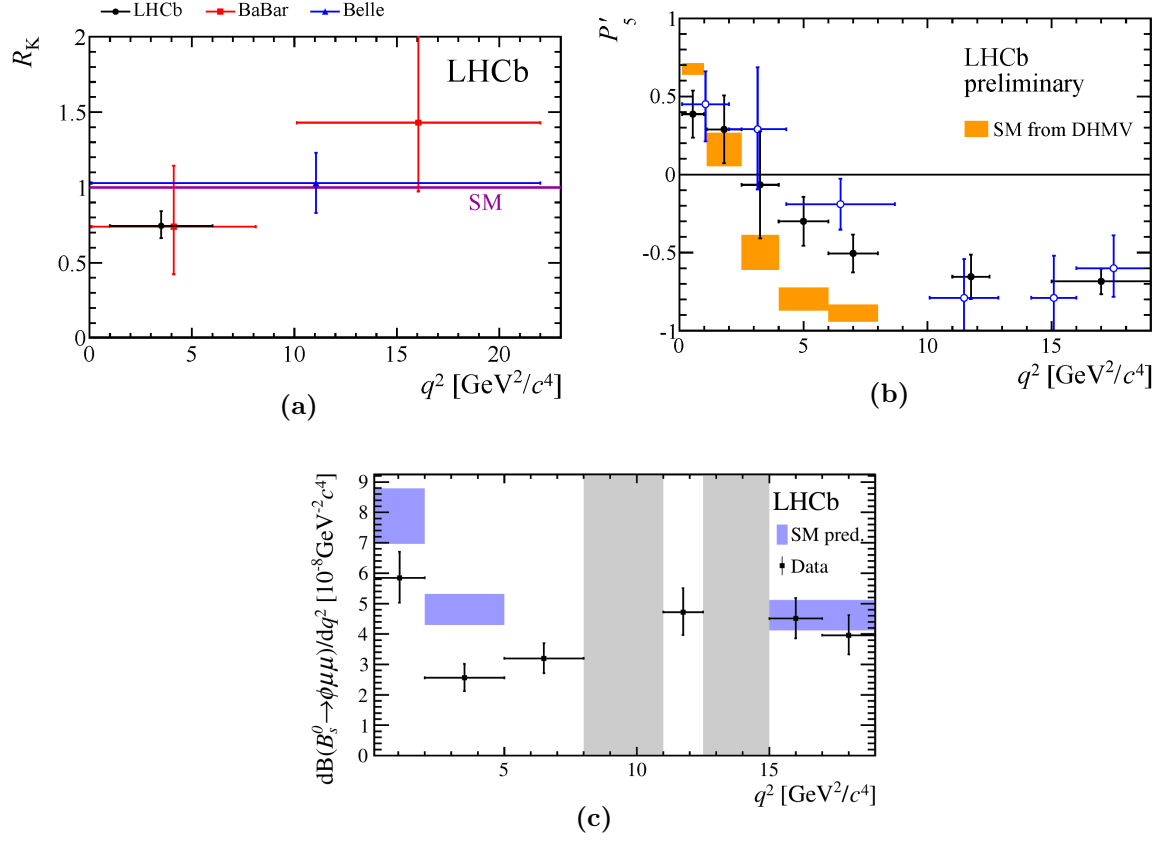 LHCb BaBar Belle
R_K
2
1.5
1
0.5
0
LHCb
SM
0 5 10 15 20
q² [GeV²/c⁴]
(a)
P′₅
0.5
0
-0.5
-1
LHCb
preliminary
SM from DHMV
0 5 10 15
q² [GeV²/c⁴]
(b)
dB(B_s⁰→ϕμμ)/dq² [10⁻⁸GeV⁻²c⁴]
9
8
7
6
5
4
3
2
1
0
LHCb
SM pred.
Data
5 10 15
q² [GeV²/c⁴]
(c)